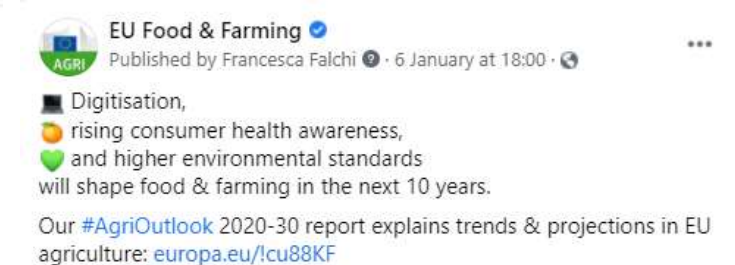 EU Food & Farming
AGRI
Published by Francesca Falchi · 6 January at 18:00 ·
💻 Digitisation,
🍊 rising consumer health awareness,
💚 and higher environmental standards
will shape food & farming in the next 10 years.
Our #AgriOutlook 2020-30 report explains trends & projections in EU
agriculture: europa.eu/!cu88KF